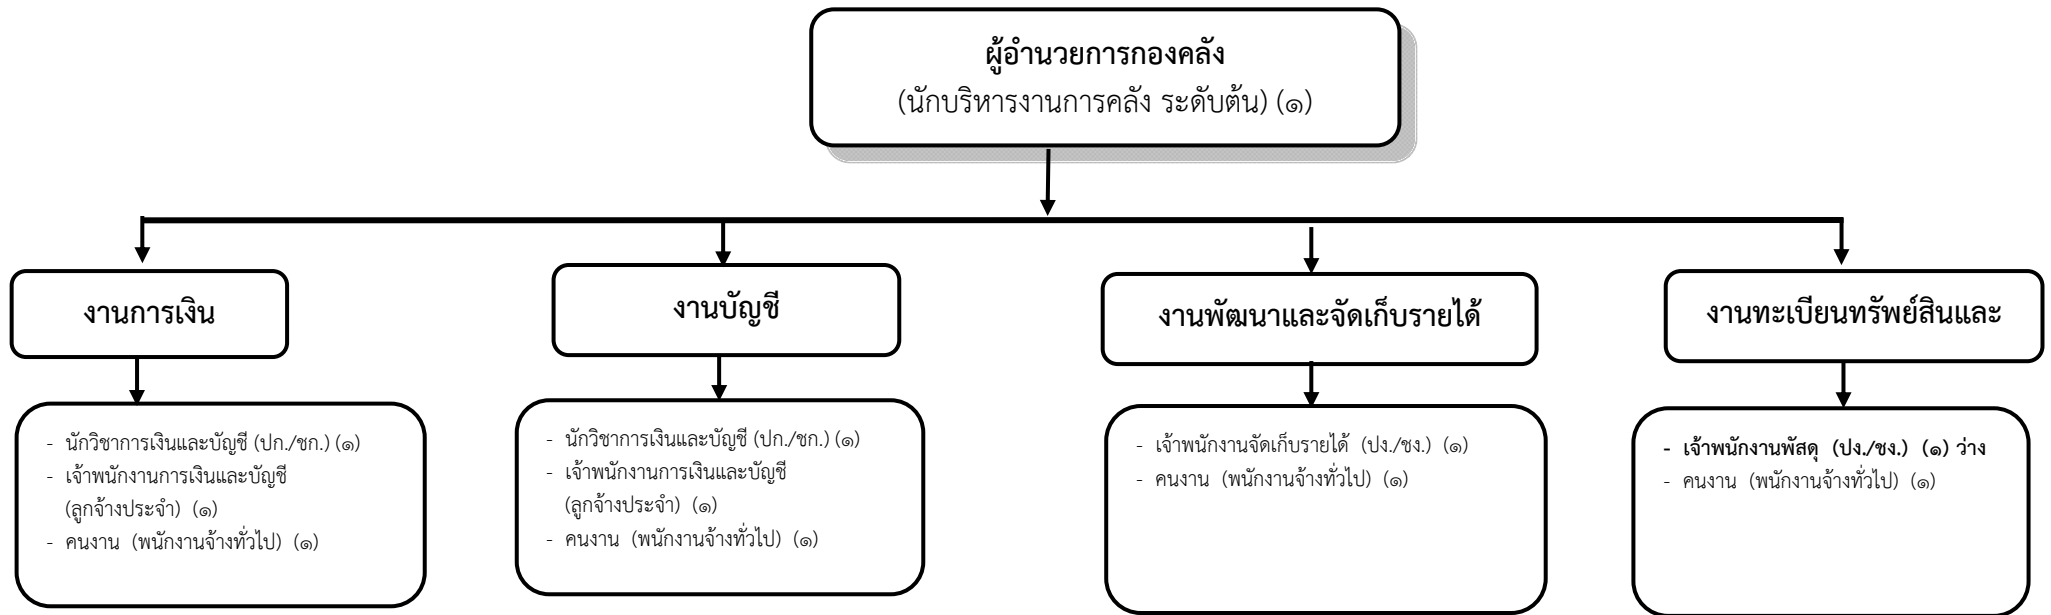 ผู้อำนวยการกองคลัง
(นักบริหารงานการคลัง ระดับต้น) (๑)
งานการเงิน
งานบัญชี
งานพัฒนาและจัดเก็บรายได้
งานทะเบียนทรัพย์สินและ
- นักวิชาการเงินและบัญชี (ปก./ชก.) (๑)
- เจ้าพนักงานการเงินและบัญชี
(ลูกจ้างประจำ) (๑)
- คนงาน (พนักงานจ้างทั่วไป) (๑)
- นักวิชาการเงินและบัญชี (ปก./ชก.) (๑)
- เจ้าพนักงานการเงินและบัญชี
(ลูกจ้างประจำ) (๑)
- คนงาน (พนักงานจ้างทั่วไป) (๑)
- เจ้าพนักงานจัดเก็บรายได้ (ปง./ชง.) (๑)
- คนงาน (พนักงานจ้างทั่วไป) (๑)
- เจ้าพนักงานพัสดุ (ปง./ชง.) (๑) ว่าง
- คนงาน (พนักงานจ้างทั่วไป) (๑)